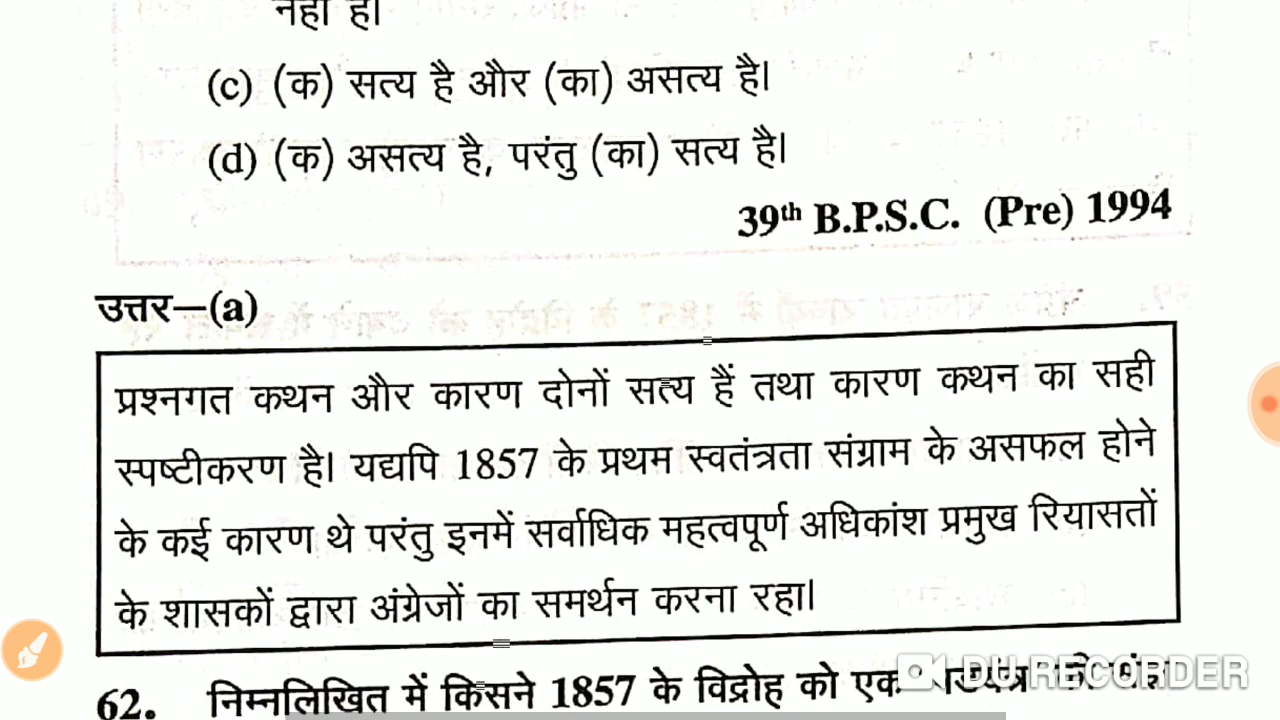 नहीं है।
(c) (क) सत्य है और (का) असत्य है।
(d) (क) असत्य है, परंतु (का) सत्य है।
39th B.P.S.C. (Pre) 1994
उत्तर—(a)
प्रश्नगत कथन और कारण दोनों सत्य हैं तथा कारण कथन का सही
स्पष्टीकरण है। यद्यपि 1857 के प्रथम स्वतंत्रता संग्राम के असफल होने
के कई कारण थे परंतु इनमें सर्वाधिक महत्वपूर्ण अधिकांश प्रमुख रियासतों
के शासकों द्वारा अंग्रेजों का समर्थन करना रहा।
62. निम्नलिखित में किसने 1857 के विद्रोह को एक
DU RECORDER